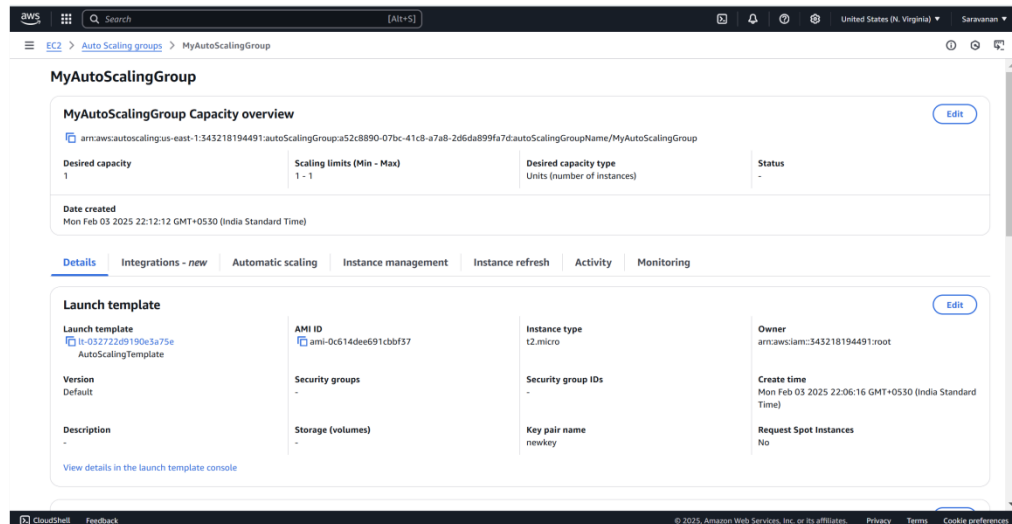 aws
Search
[Alt+S]
United States (N. Virginia) ▼
Saravanan ▼
EC2 > Auto Scaling groups > MyAutoScalingGroup
MyAutoScalingGroup
MyAutoScalingGroup Capacity overview
Edit
arn:aws:autoscaling:us-east-1:343218194491:autoScalingGroup:a52c8890-07bc-41c8-a7a8-2d6da899fa7d:autoScalingGroupName/MyAutoScalingGroup
Desired capacity
1
Scaling limits (Min - Max)
1 - 1
Desired capacity type
Units (number of instances)
Status
-
Date created
Mon Feb 03 2025 22:12:12 GMT+0530 (India Standard Time)
Details
Integrations - new
Automatic scaling
Instance management
Instance refresh
Activity
Monitoring
Launch template
Edit
Launch template
lt-032722d9190e3a75e
AutoScalingTemplate
AMI ID
ami-0c614dee691cbbf37
Instance type
t2.micro
Owner
arn:aws:iam::343218194491:root
Version
Default
Security groups
-
Security group IDs
-
Create time
Mon Feb 03 2025 22:06:16 GMT+0530 (India Standard
Time)
Description
-
Storage (volumes)
-
Key pair name
newkey
Request Spot Instances
No
View details in the launch template console
CloudShell
Feedback
© 2025, Amazon Web Services, Inc. or its affiliates.
Privacy
Terms
Cookie preferences